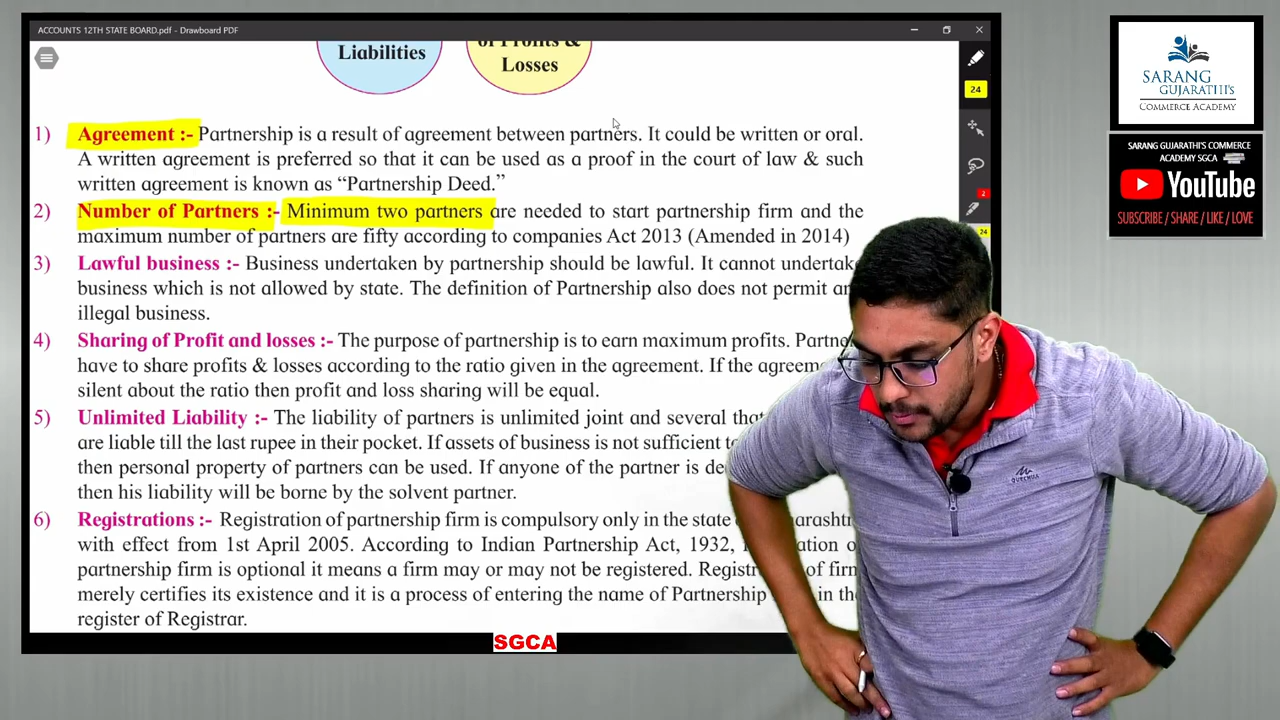 ACCOUNTS 12TH STATE BOARD.pdf - Drawboard PDF
Liabilities
of Profits &
Losses
1) Agreement :- Partnership is a result of agreement between partners. It could be written or oral.
A written agreement is preferred so that it can be used as a proof in the court of law & such
written agreement is known as “Partnership Deed.”
2) Number of Partners :- Minimum two partners are needed to start partnership firm and the
maximum number of partners are fifty according to companies Act 2013 (Amended in 2014)
3) Lawful business :- Business undertaken by partnership should be lawful. It cannot undertake
business which is not allowed by state. The definition of Partnership also does not permit
illegal business.
4) Sharing of Profit and losses :- The purpose of partnership is to earn maximum profits.
have to share profits & losses according to the ratio given in the agreement. If the
silent about the ratio then profit and loss sharing will be equal.
5) Unlimited Liability :- The liability of partners is unlimited joint and several
are liable till the last rupee in their pocket. If assets of business is not sufficient
then personal property of partners can be used. If anyone of the partner is
then his liability will be borne by the solvent partner.
6) Registrations :- Registration of partnership firm is compulsory only in the state
with effect from 1st April 2005. According to Indian Partnership Act, 1932,
partnership firm is optional it means a firm may or may not be registered. of firm
merely certifies its existence and it is a process of entering the name of Partnership in the
register of Registrar.
SGCA
24
2
24
SARANG
GUJARATHI'S
COMMERCE ACADEMY
SARANG GUJARATHI'S COMMERCE
ACADEMY SGCA
YouTube
SUBSCRIBE / SHARE / LIKE / LOVE
QUECHUA